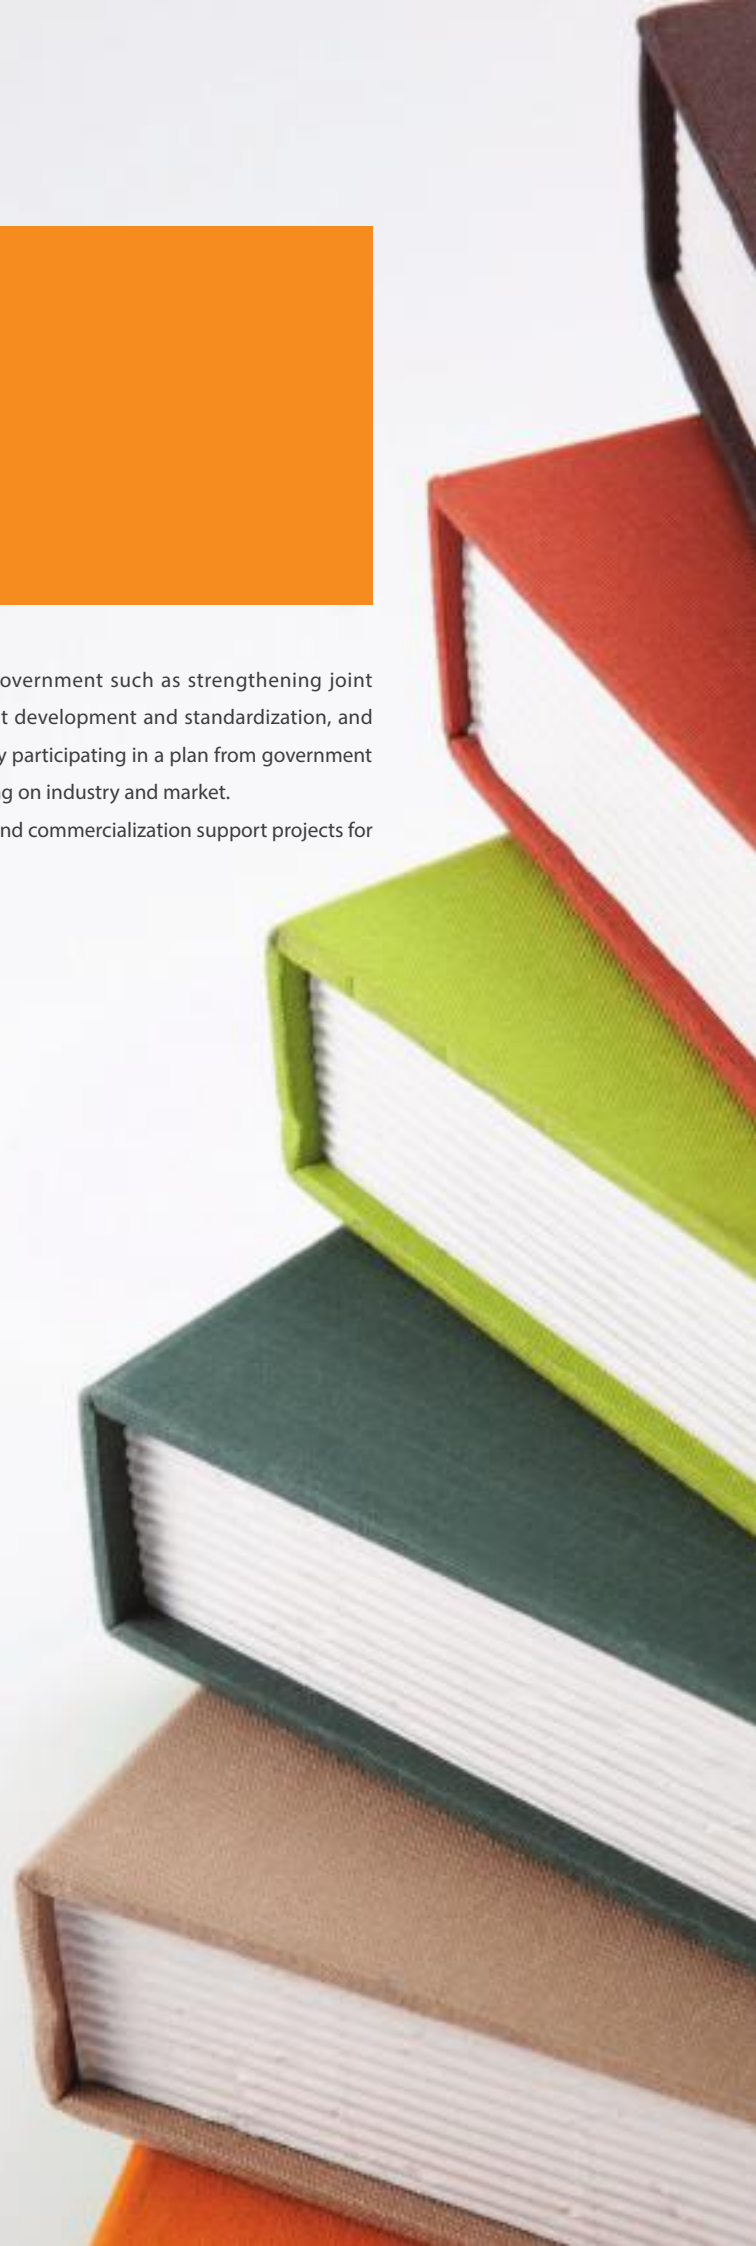 overnment such as strengthening joint
t development and standardization, and
y participating in a plan from government
g on industry and market.
nd commercialization support projects for